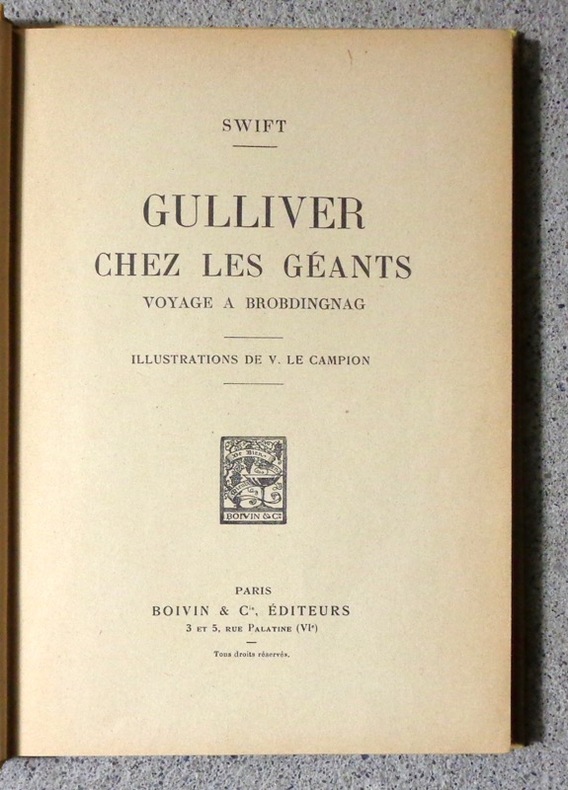 SWIFT
GULLIVER
CHEZ LES GÉANTS
VOYAGE A BROBDINGNAG
ILLUSTRATIONS DE V. LE CAMPION
BOIVIN & Cie
PARIS
BOIVIN & Cie, ÉDITEURS
3 ET 5, RUE PALATINE (VIe)
Tous droits réservés.